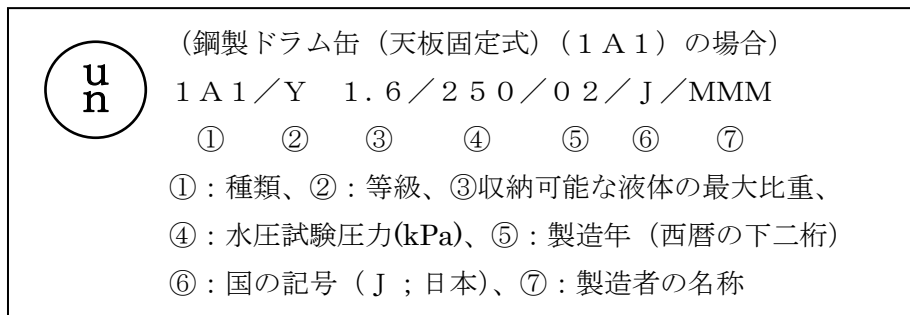 (鋼製ドラム缶(天板固定式)(1A1)の場合)
u
n
1A1/Y 1.6/250/02/J/MMM
① ② ③ ④ ⑤ ⑥ ⑦
①:種類、②:等級、③収納可能な液体の最大比重、
④:水圧試験圧力(kPa)、⑤:製造年(西暦の下二桁)
⑥:国の記号(J;日本)、⑦:製造者の名称